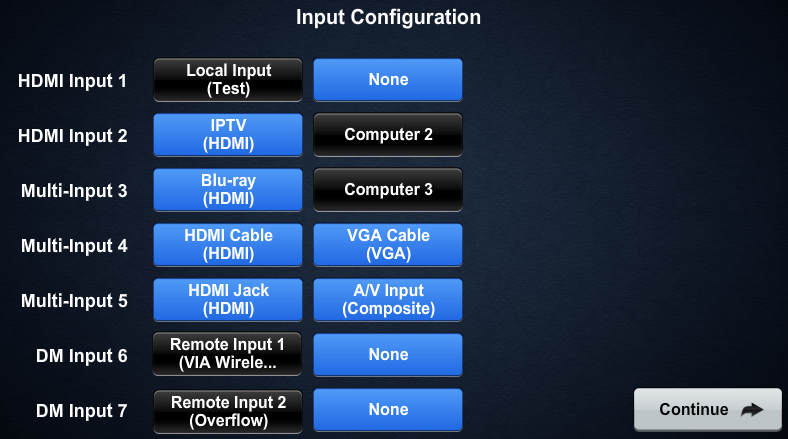 Input Configuration
HDMI Input 1
Local Input
(Test)
None
HDMI Input 2
IPTV
(HDMI)
Computer 2
Multi-Input 3
Blu-ray
(HDMI)
Computer 3
Multi-Input 4
HDMI Cable
(HDMI)
VGA Cable
(VGA)
Multi-Input 5
HDMI Jack
(HDMI)
A/V Input
(Composite)
DM Input 6
Remote Input 1
(VIA Wirele...
None
DM Input 7
Remote Input 2
(Overflow)
None
Continue